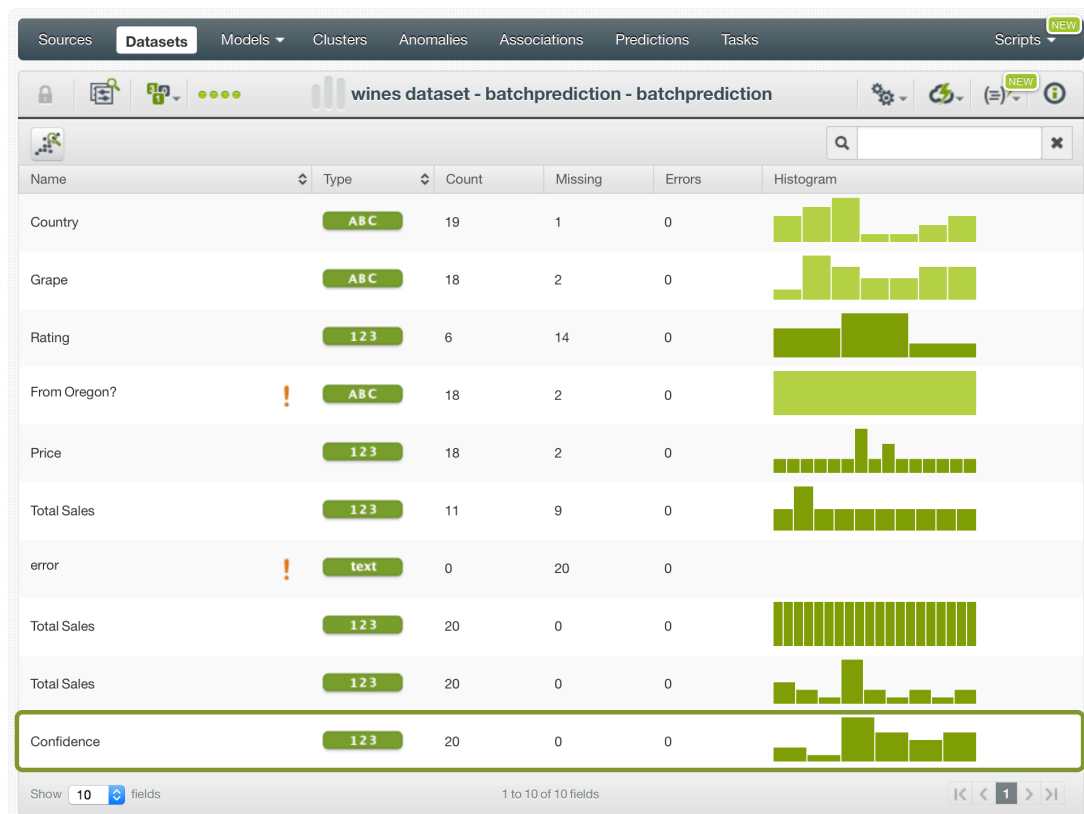 NEW
Sources Datasets Models Clusters Anomalies Associations Predictions Tasks Scripts
wines dataset - batchprediction - batchprediction (=) NEW
Name Type Count Missing Errors Histogram
Country ABC 19 1 0
Grape ABC 18 2 0
Rating 123 6 14 0
From Oregon? ! ABC 18 2 0
Price 123 18 2 0
Total Sales 123 11 9 0
error ! text 0 20 0
Total Sales 123 20 0 0
Total Sales 123 20 0 0
Confidence 123 20 0 0
Show 10 fields 1 to 10 of 10 fields 1